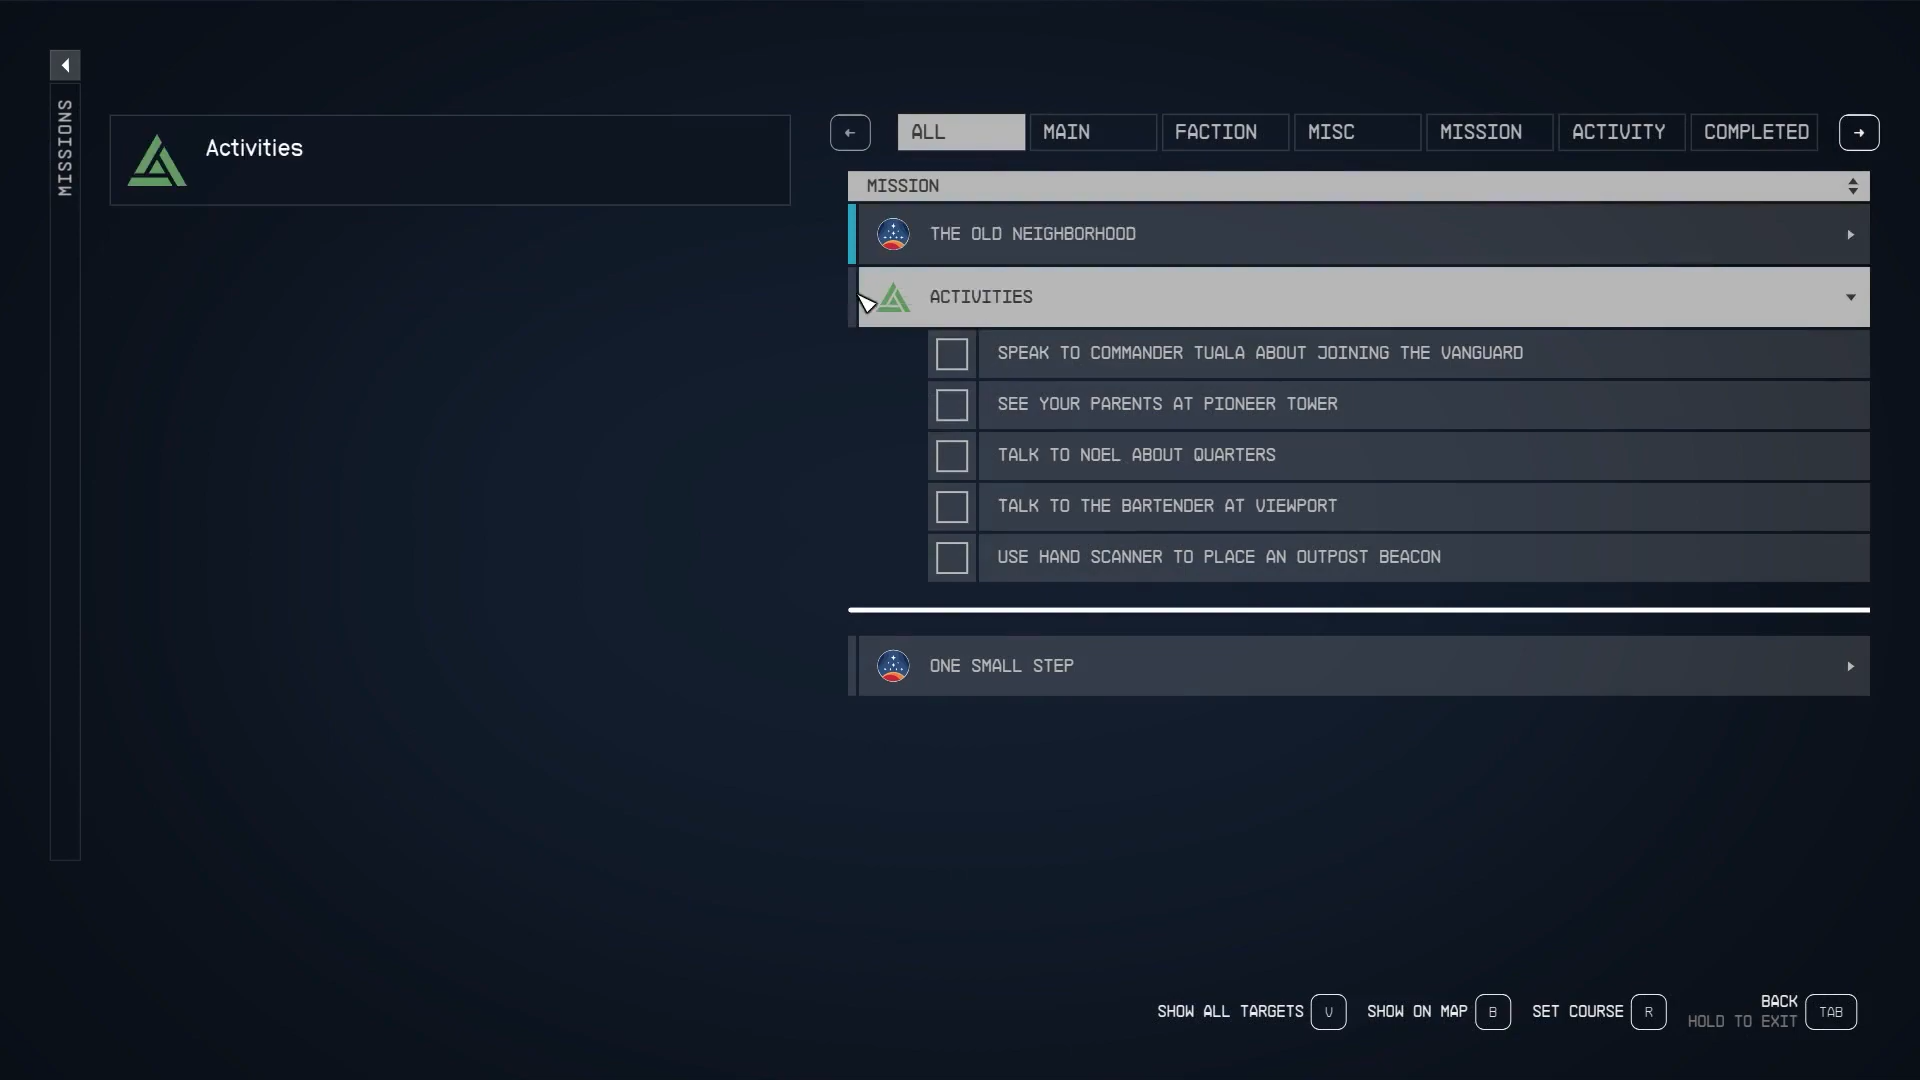 MISSIONS
Activities
ALL MAIN FACTION MISC MISSION ACTIVITY COMPLETED
MISSION
THE OLD NEIGHBORHOOD
ACTIVITIES
SPEAK TO COMMANDER TUALA ABOUT JOINING THE VANGUARD
SEE YOUR PARENTS AT PIONEER TOWER
TALK TO NOEL ABOUT QUARTERS
TALK TO THE BARTENDER AT VIEWPORT
USE HAND SCANNER TO PLACE AN OUTPOST BEACON
ONE SMALL STEP
SHOW ALL TARGETS V SHOW ON MAP B SET COURSE R BACK TAB
HOLD TO EXIT